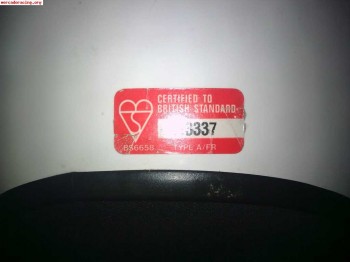 mercadoracing.org
CERTIFIED TO
BRITISH STANDARD
3337
BS6658 TYPE A/FR